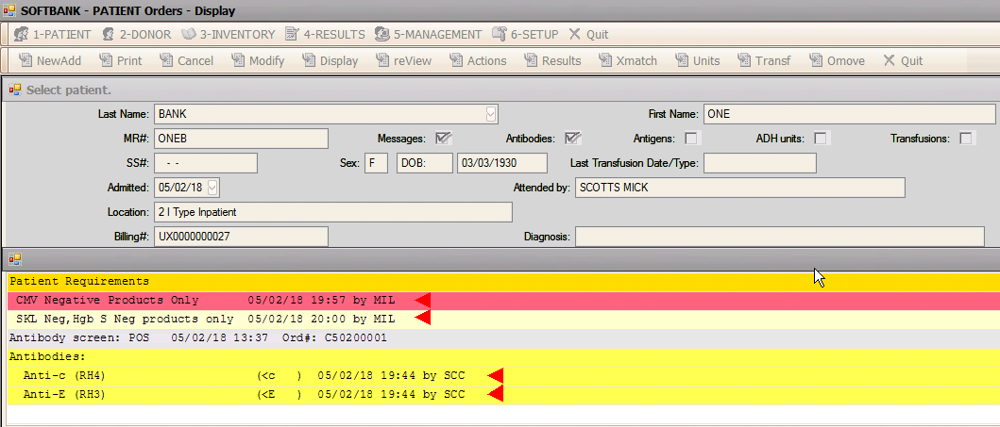 SOFTBANK - PATIENT Orders - Display
1-PATIENT 2-DONOR 3-INVENTORY 4-RESULTS 5-MANAGEMENT 6-SETUP Quit
NewAdd Print Cancel Modify Display reView Actions Results Xmatch Units Transf Omove Quit
Select patient.
Last Name: BANK First Name: ONE
MR#: ONEB Messages: Antibodies: Antigens: ADH units: Transfusions:
SS#: - - Sex: F DOB: 03/03/1930 Last Transfusion Date/Type:
Admitted: 05/02/18 Attended by: SCOTTS MICK
Location: 2 I Type Inpatient
Billing#: UX0000000027 Diagnosis:
Patient Requirements
CMV Negative Products Only 05/02/18 19:57 by MIL
SKL Neg,Hgb S Neg products only 05/02/18 20:00 by MIL
Antibody screen: POS 05/02/18 13:37 Ord#: C50200001
Antibodies:
Anti-c (RH4) (<c ) 05/02/18 19:44 by SCC
Anti-E (RH3) (<E ) 05/02/18 19:44 by SCC